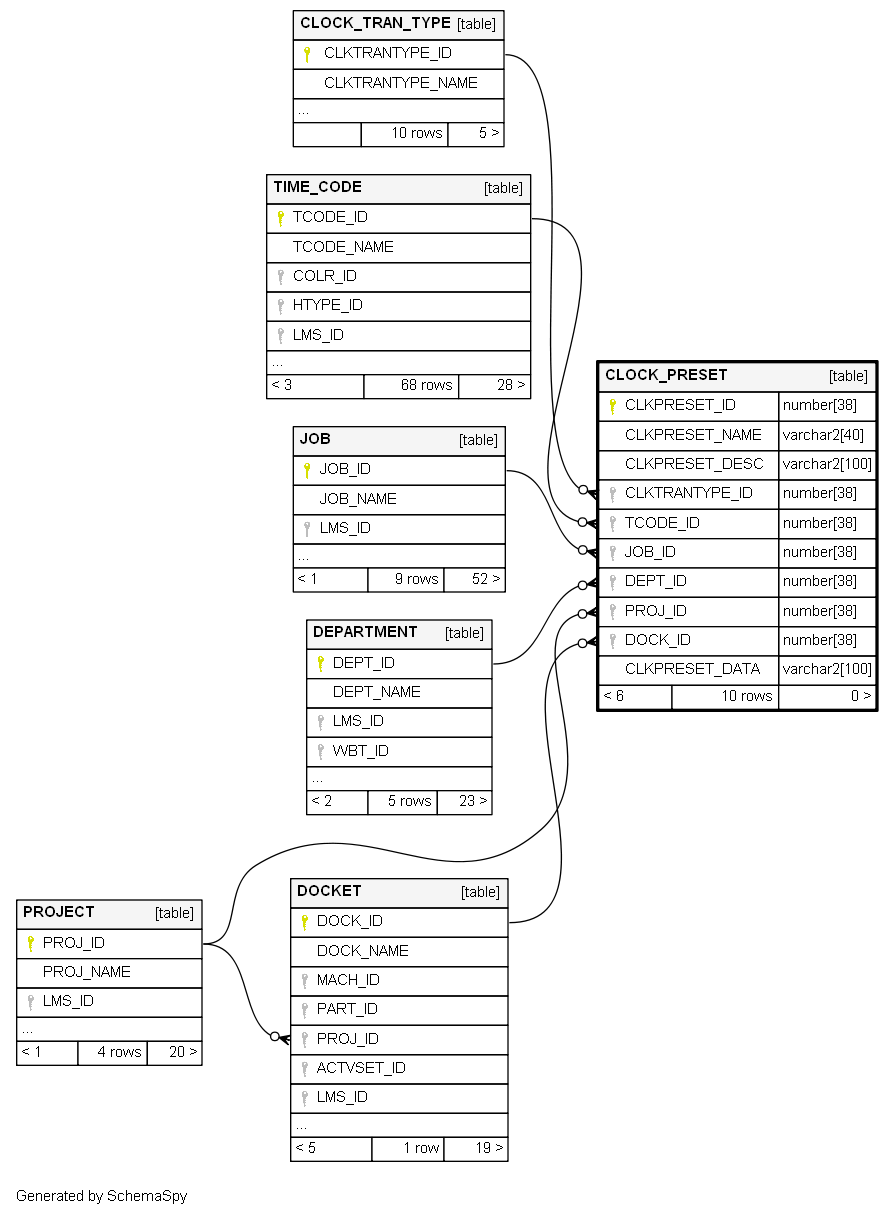 CLOCK_TRAN_TYPE [table]
CLKTRANTYPE_ID
CLKTRANTYPE_NAME
...
10 rows 5 >
TIME_CODE [table]
TCODE_ID
TCODE_NAME
COLR_ID
HTYPE_ID
LMS_ID
...
< 3 68 rows 28 >
JOB [table]
JOB_ID
JOB_NAME
LMS_ID
...
< 1 9 rows 52 >
DEPARTMENT [table]
DEPT_ID
DEPT_NAME
LMS_ID
WBT_ID
...
< 2 5 rows 23 >
CLOCK_PRESET [table]
CLKPRESET_ID number[38]
CLKPRESET_NAME varchar2[40]
CLKPRESET_DESC varchar2[100]
CLKTRANTYPE_ID number[38]
TCODE_ID number[38]
JOB_ID number[38]
DEPT_ID number[38]
PROJ_ID number[38]
DOCK_ID number[38]
CLKPRESET_DATA varchar2[100]
< 6 10 rows 0 >
PROJECT [table]
PROJ_ID
PROJ_NAME
LMS_ID
...
< 1 4 rows 20 >
DOCKET [table]
DOCK_ID
DOCK_NAME
MACH_ID
PART_ID
PROJ_ID
ACTVSET_ID
LMS_ID
...
< 5 1 row 19 >
Generated by SchemaSpy